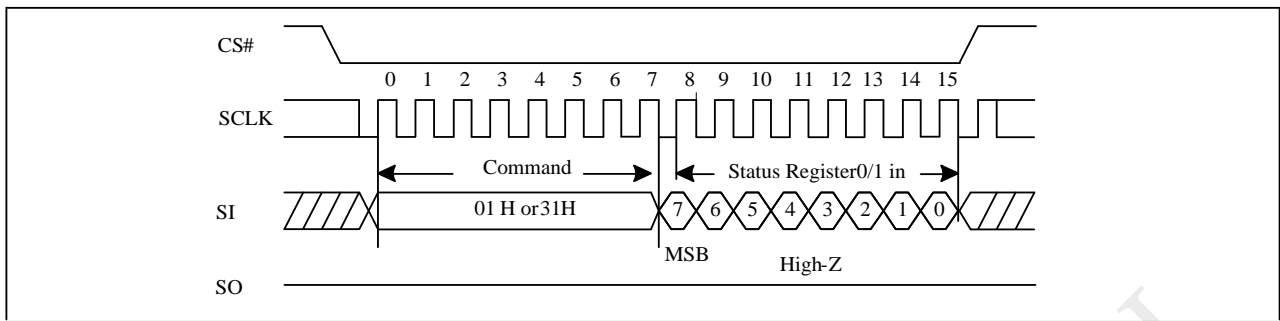 CS#
0 1 2 3 4 5 6 7 8 9 10 11 12 13 14 15
SCLK
Command Status Register0/1 in
SI 01 H or31H 7 6 5 4 3 2 1 0
MSB High-Z
SO